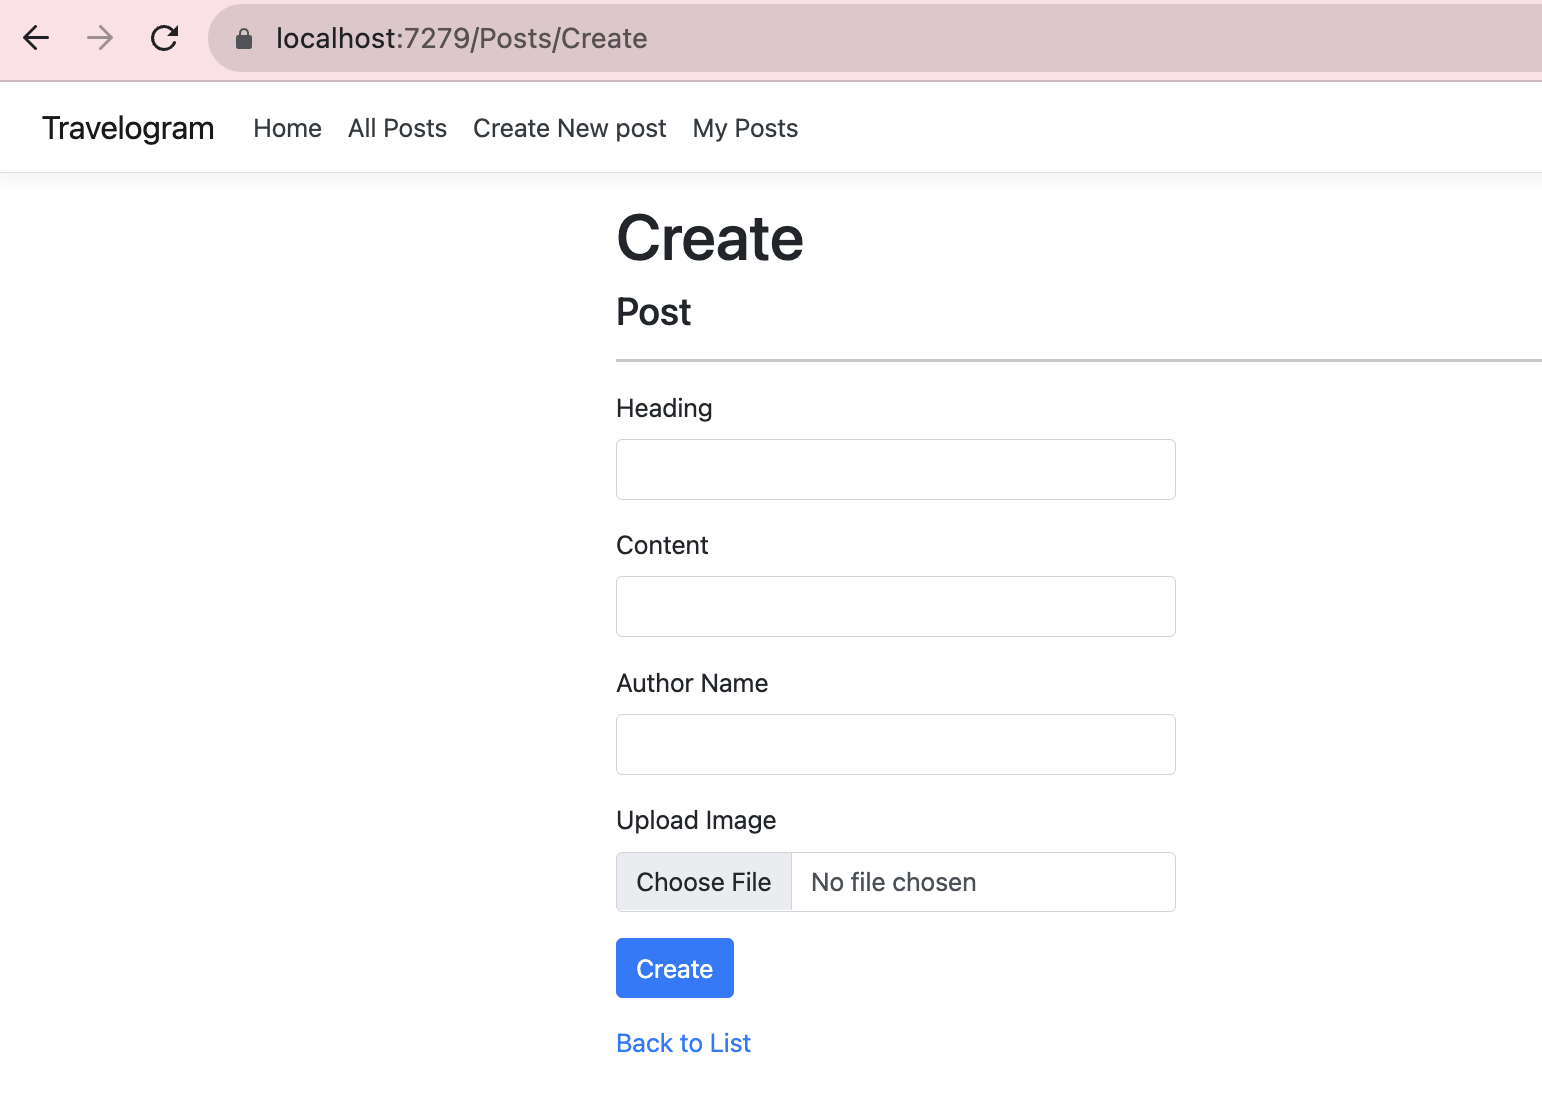 localhost:7279/Posts/Create
Travelogram Home All Posts Create New post My Posts
Create
Post
Heading
Content
Author Name
Upload Image
Choose File No file chosen
Create
Back to List